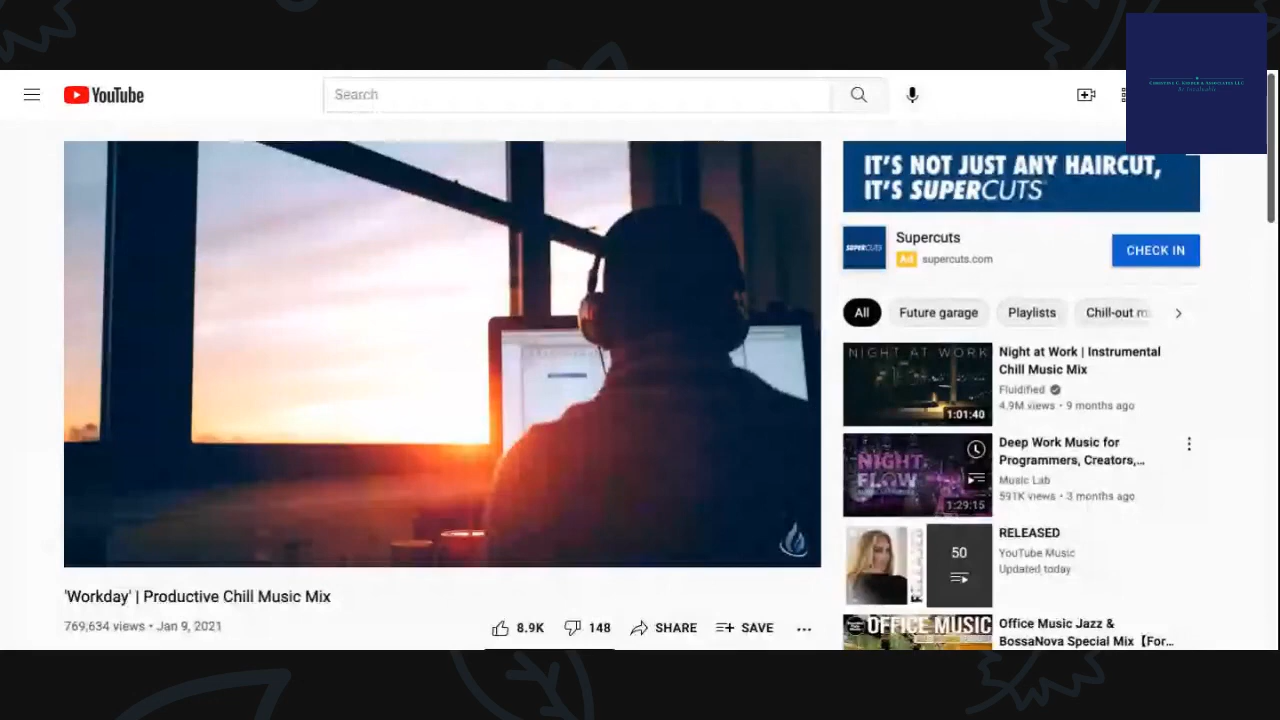 YouTube
Search
IT'S NOT JUST ANY HAIRCUT,
IT'S SUPERCUTS
SUPERCUTS
Supercuts
Ad supercuts.com
CHECK IN
All
Future garage
Playlists
Chill-out m
NIGHT AT WORK
1:01:40
Night at Work | Instrumental
Chill Music Mix
Fluidified
4.9M views • 9 months ago
NIGHT
FLOW
1:29:15
Deep Work Music for
Programmers, Creators,...
Music Lab
591K views • 3 months ago
RELEASED
50
RELEASED
YouTube Music
Updated today
OFFICE MUSIC
Office Music Jazz &
BossaNova Special Mix【For...
'Workday' | Productive Chill Music Mix
769,634 views • Jan 9, 2021
8.9K
148
SHARE
SAVE